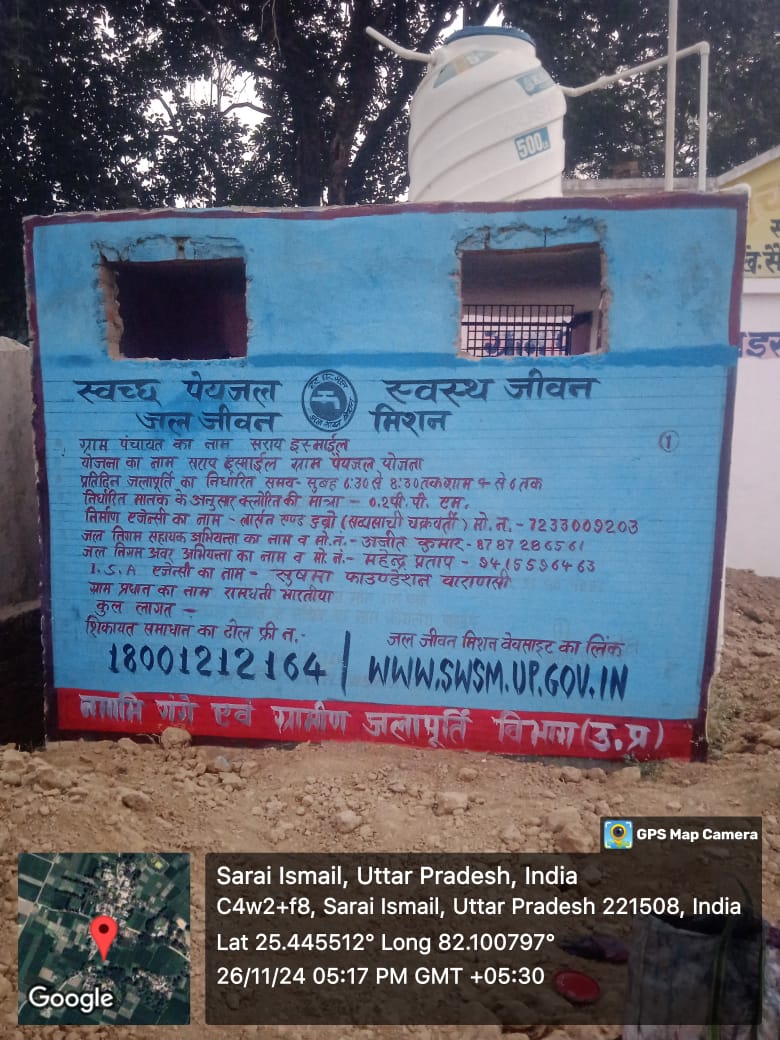 500
स्वच्छ पेयजल स्वस्थ जीवन
जल जीवन मिशन
ग्राम पंचायत का नाम सराय इस्माईल
①
योजना का नाम सराय इस्माईल ग्राम पेयजल योजना
प्रतिदिन जलापूर्ति का निर्धारित समय- सुबह 6:30 से 8:30 तक शाम 4 से 6 तक
निर्धारित मानक के अनुसार क्लोरिन की मात्रा - 0.2 पी. पी. एम.
निर्माण एजेन्सी का नाम - लार्सन एण्ड टुब्रो (सव्यसाची चक्रवर्ती) मो. न.- 7233009203
जल निगम सहायक अभियन्ता का नाम व मो.न.- अजीत कुमार- 8787286561
जल निगम अवर अभियन्ता का नाम व मो नं- महेन्द्र प्रताप - 9415596463
I.S.A एजेन्सी का नाम - सुषमा फाउण्डेशन वाराणसी
ग्राम प्रधान का नाम रामथनी भारतीया
कुल लागत -
शिकायत समाधान का टोल फ्री न.-
18001212164
जल जीवन मिशन वेवसाइट का लिंक
WWW.SWSM.UP.GOV.IN
नमामि गंगे एवं ग्रामीण जलापूर्ति विभाग (उ.प्र)
GPS Map Camera
Sarai Ismail, Uttar Pradesh, India
C4w2+f8, Sarai Ismail, Uttar Pradesh 221508, India
Lat 25.445512° Long 82.100797°
26/11/24 05:17 PM GMT +05:30
Google